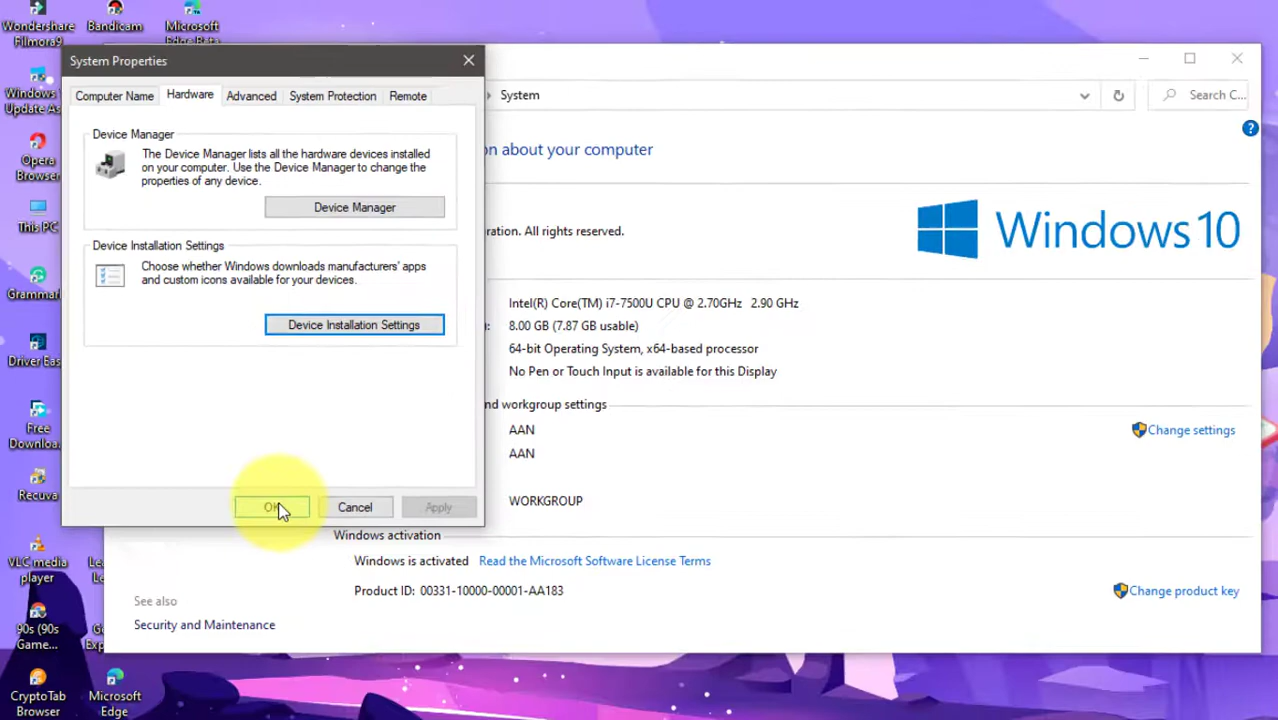 Wondershare
Filmora9
Bandicam
Microsoft
Edge Beta
Windows
Update
Opera
Browser
This PC
Driver
Free
Recuva
VLC media
player
90s (90s
Game...
CryptoTab
Browser
Microsoft
Edge
System Properties
Computer Name
Hardware
Advanced
System Protection
Remote
Device Manager
The Device Manager lists all the hardware devices installed
on your computer. Use the Device Manager to change the
properties of any device.
Device Manager
Device Installation Settings
Choose whether Windows downloads manufacturers' apps
and custom icons available for your devices.
Device Installation Settings
OK
Cancel
Apply
System
Search C...
on about your computer
ration. All rights reserved.
Windows 10
Intel(R) Core(TM) i7-7500U CPU @ 2.70GHz 2.90 GHz
8.00 GB (7.87 GB usable)
64-bit Operating System, x64-based processor
No Pen or Touch Input is available for this Display
nd workgroup settings
AAN
Change settings
AAN
WORKGROUP
Windows activation
Windows is activated Read the Microsoft Software License Terms
Product ID: 00331-10000-00001-AA183
Change product key
See also
Security and Maintenance